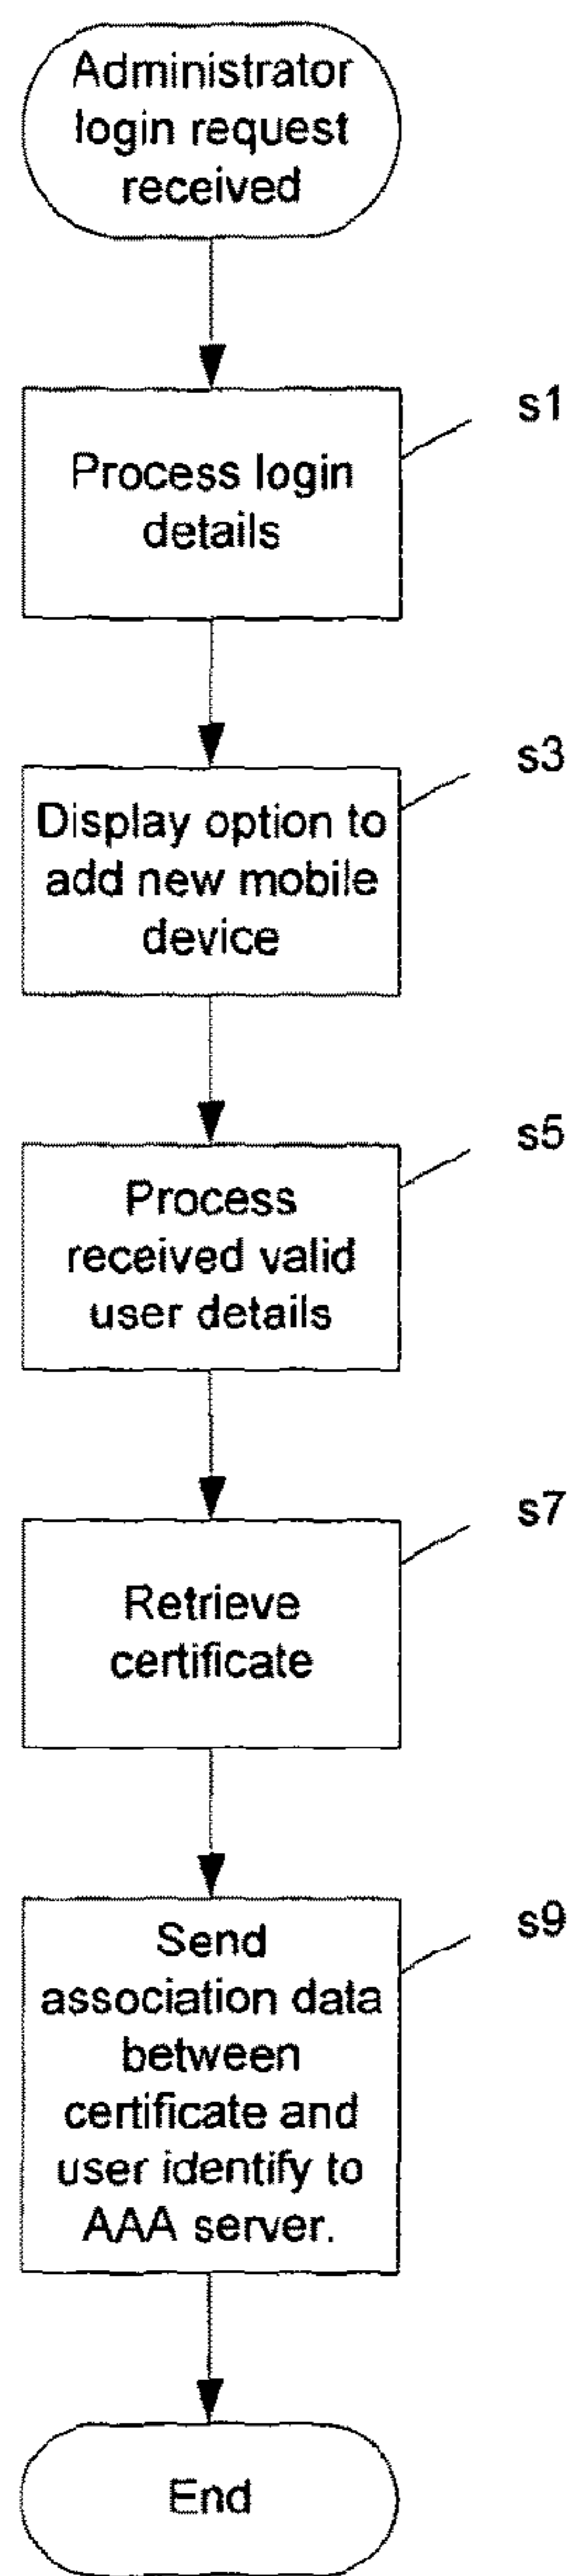 Administrator
login request
received
s1
Process login
details
s3
Display option to
add new mobile
device
s5
Process
received valid
user details
s7
Retrieve
certificate
s9
Send
association data
between
certificate and
user identify to
AAA server.
End